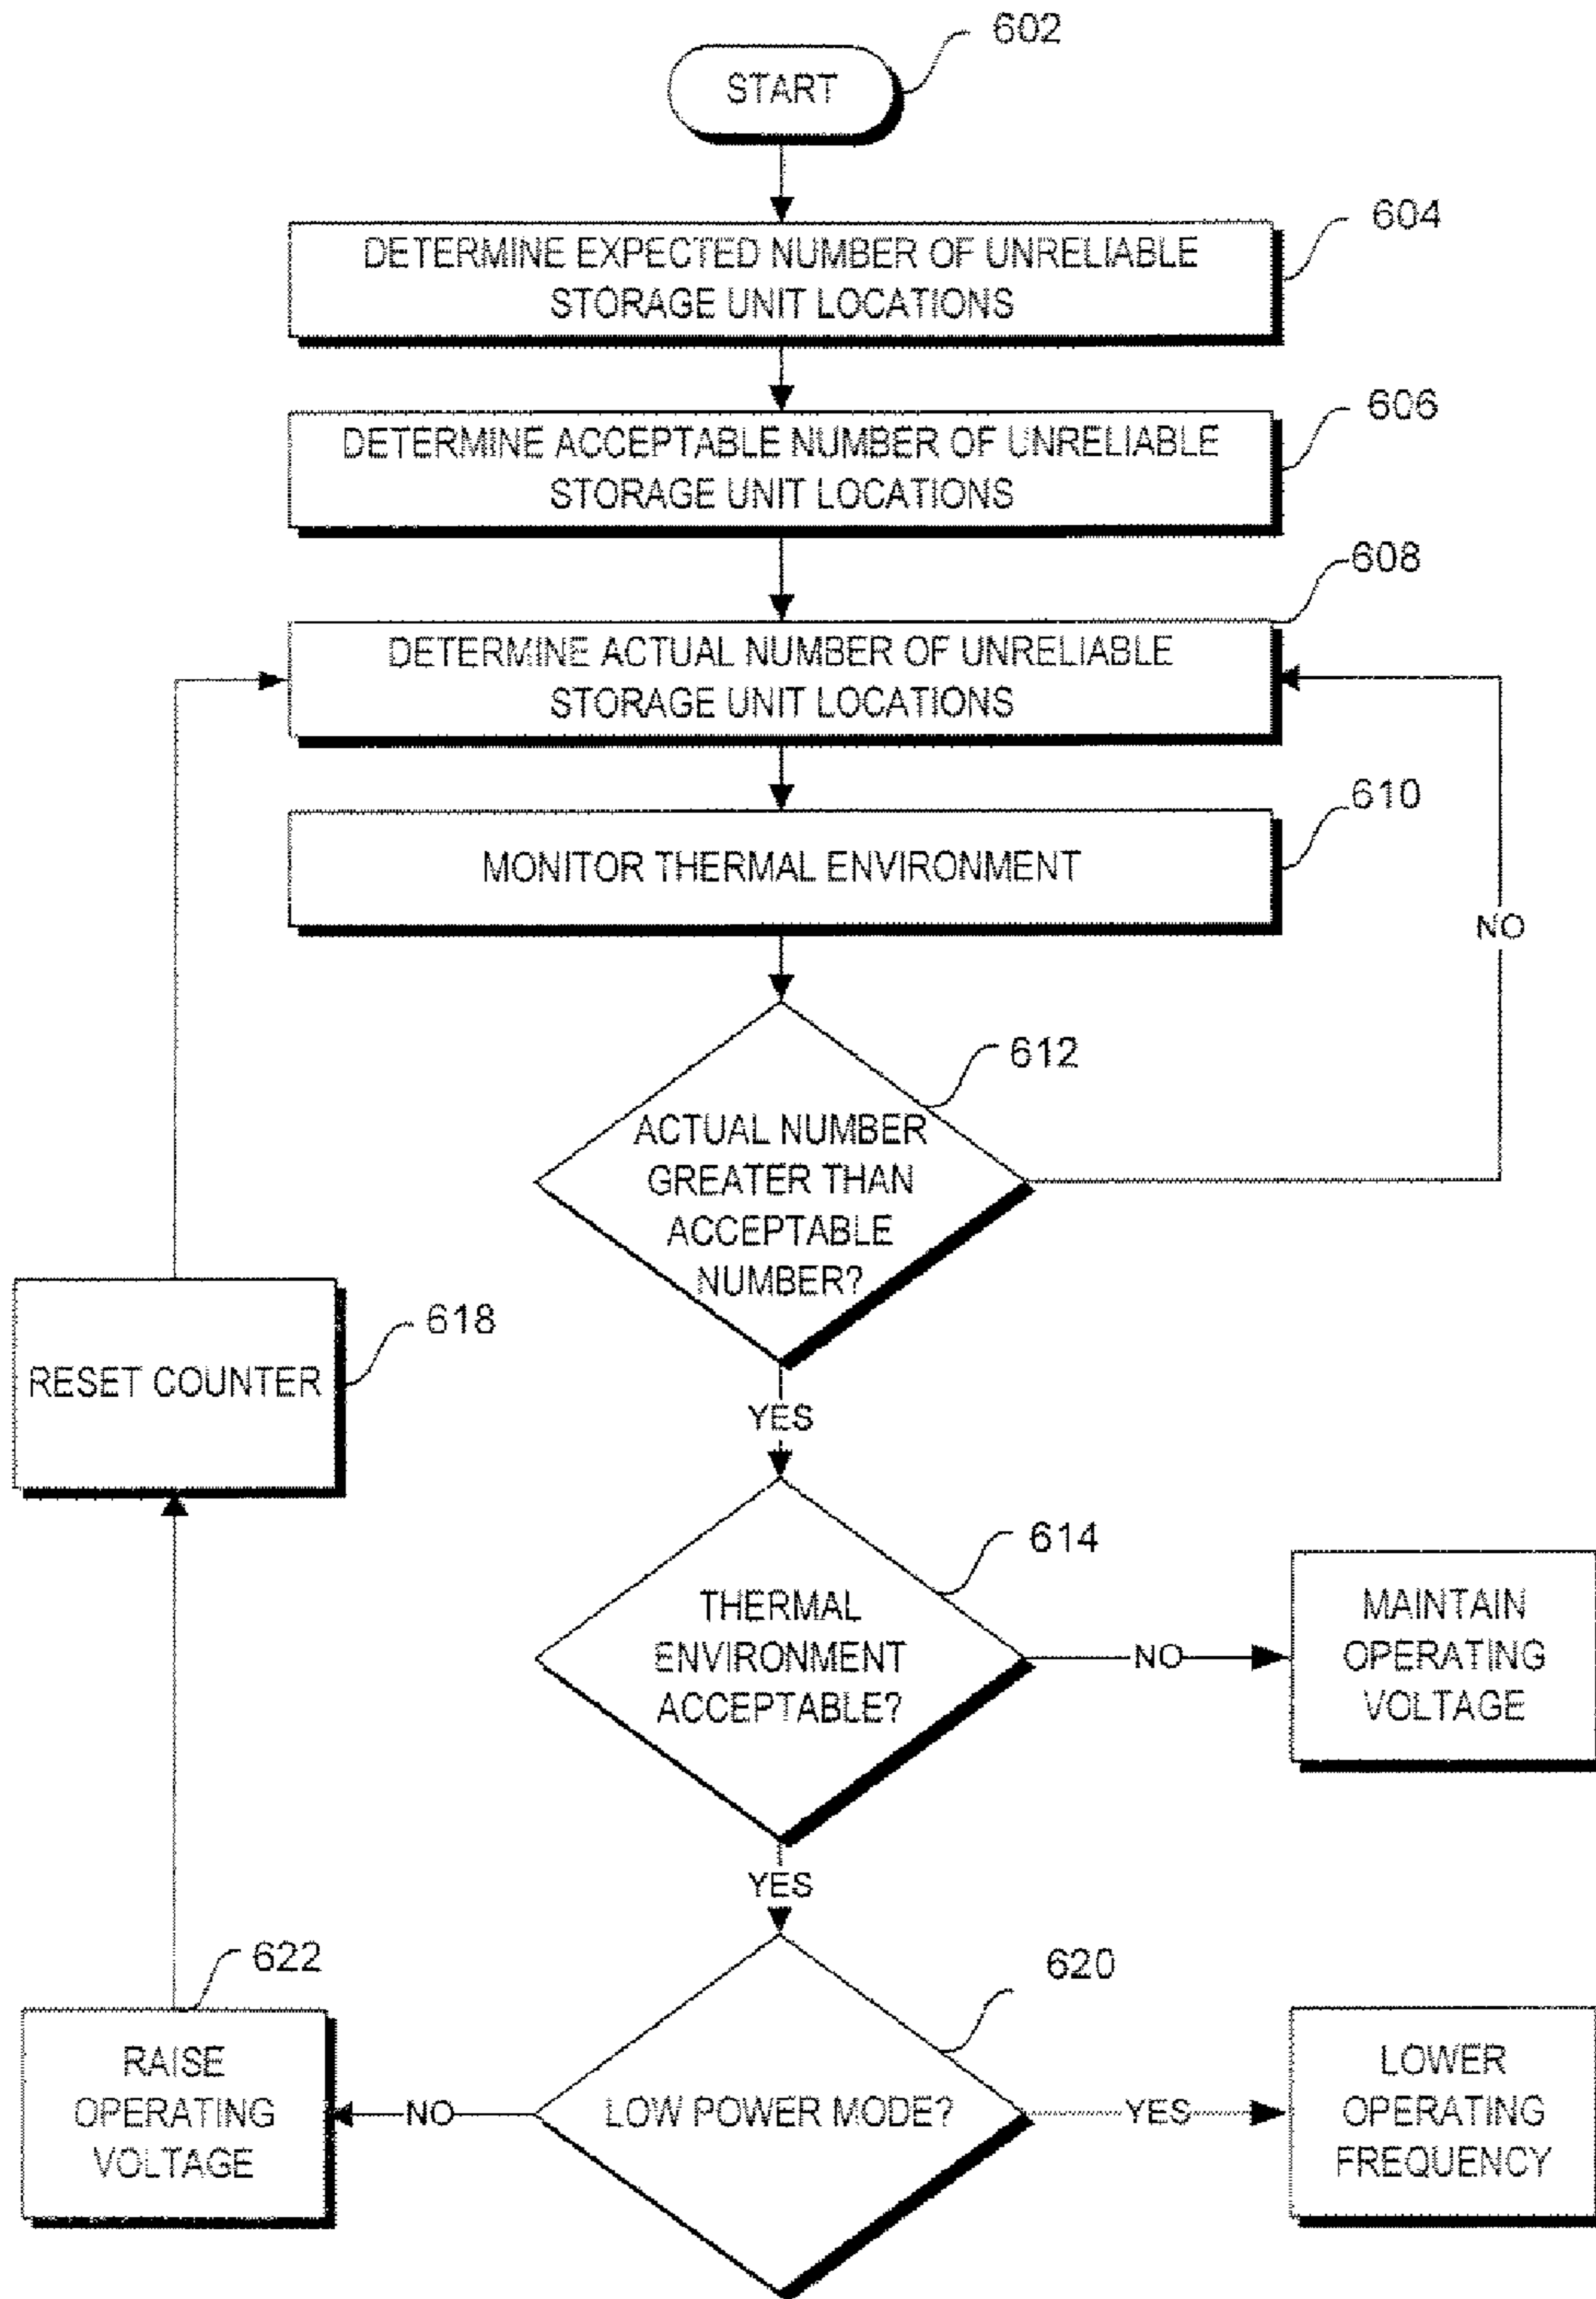 602
START
604
DETERMINE EXPECTED NUMBER OF UNRELIABLE
STORAGE UNIT LOCATIONS
606
DETERMINE ACCEPTABLE NUMBER OF UNRELIABLE
STORAGE UNIT LOCATIONS
608
DETERMINE ACTUAL NUMBER OF UNRELIABLE
STORAGE UNIT LOCATIONS
610
MONITOR THERMAL ENVIRONMENT
NO
612
ACTUAL NUMBER
GREATER THAN
ACCEPTABLE
NUMBER?
618
RESET COUNTER
YES
614
THERMAL
ENVIRONMENT
ACCEPTABLE?
NO
MAINTAIN
OPERATING
VOLTAGE
YES
622
RAISE
OPERATING
VOLTAGE
NO
620
LOW POWER MODE?
YES
LOWER
OPERATING
FREQUENCY